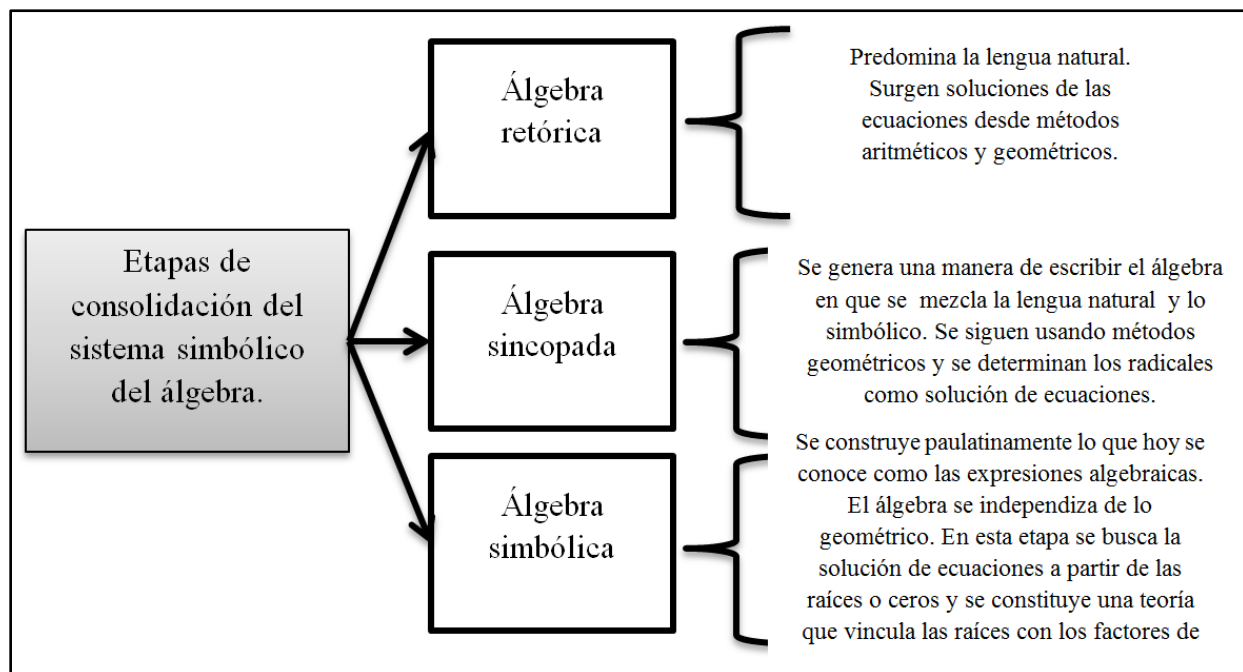 Etapas de
consolidación del
sistema simbólico
del álgebra.
Álgebra
retórica
Predomina la lengua natural.
Surgen soluciones de las
ecuaciones desde métodos
aritméticos y geométricos.
Álgebra
sincopada
Se genera una manera de escribir el álgebra
en que se mezcla la lengua natural y lo
simbólico. Se siguen usando métodos
geométricos y se determinan los radicales
como solución de ecuaciones.
Álgebra
simbólica
Se construye paulatinamente lo que hoy se
conoce como las expresiones algebraicas.
El álgebra se independiza de lo
geométrico. En esta etapa se busca la
solución de ecuaciones a partir de las
raíces o ceros y se constituye una teoría
que vincula las raíces con los factores de